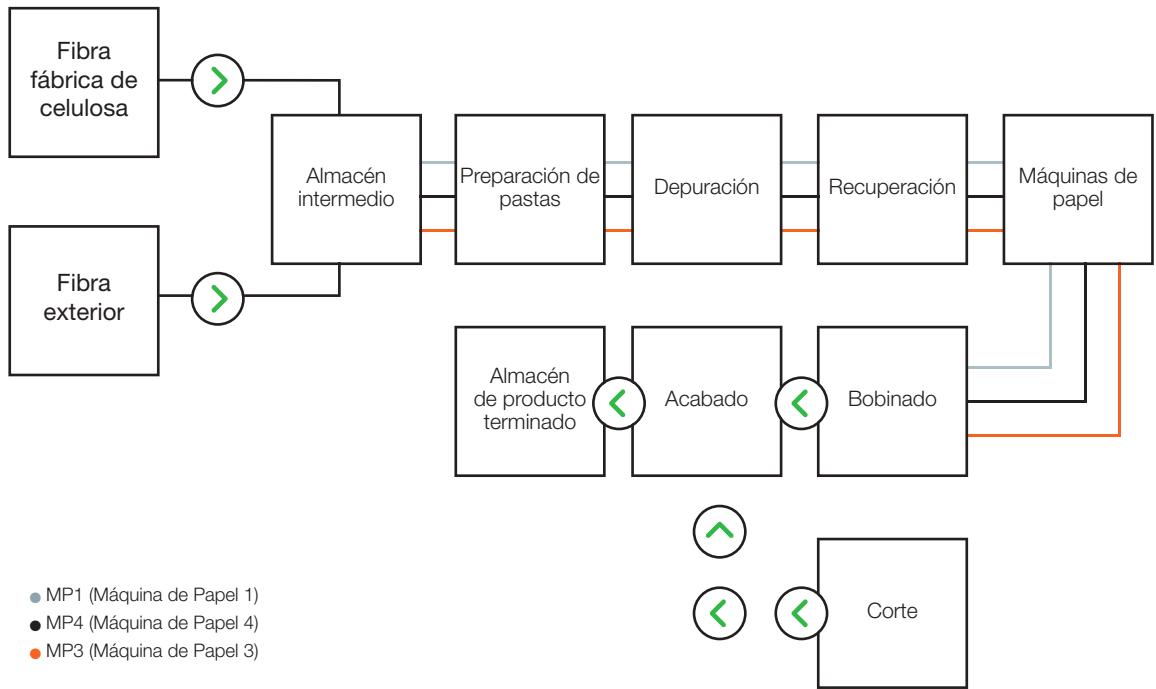 Fibra
fábrica de
celulosa
Almacén
intermedio
Preparación de
pastas
Depuración
Recuperación
Máquinas de
papel
Fibra
exterior
Almacén
de producto
terminado
Acabado
Bobinado
Corte
MP1 (Máquina de Papel 1)
MP4 (Máquina de Papel 4)
MP3 (Máquina de Papel 3)